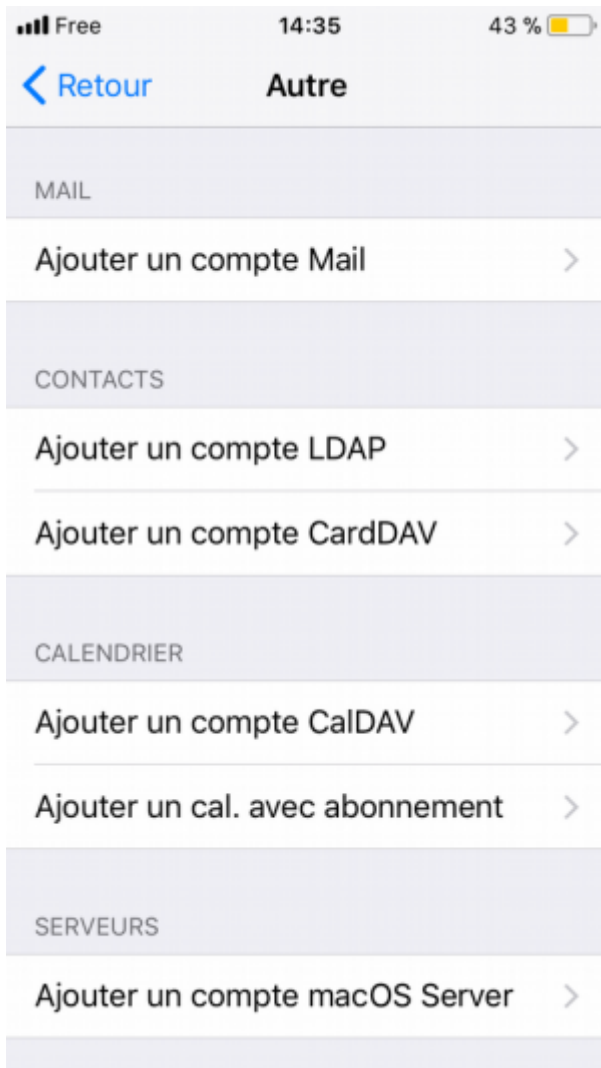 Free 14:35 43 %
Retour Autre
MAIL
Ajouter un compte Mail
CONTACTS
Ajouter un compte LDAP
Ajouter un compte CardDAV
CALENDRIER
Ajouter un compte CalDAV
Ajouter un cal. avec abonnement
SERVEURS
Ajouter un compte macOS Server